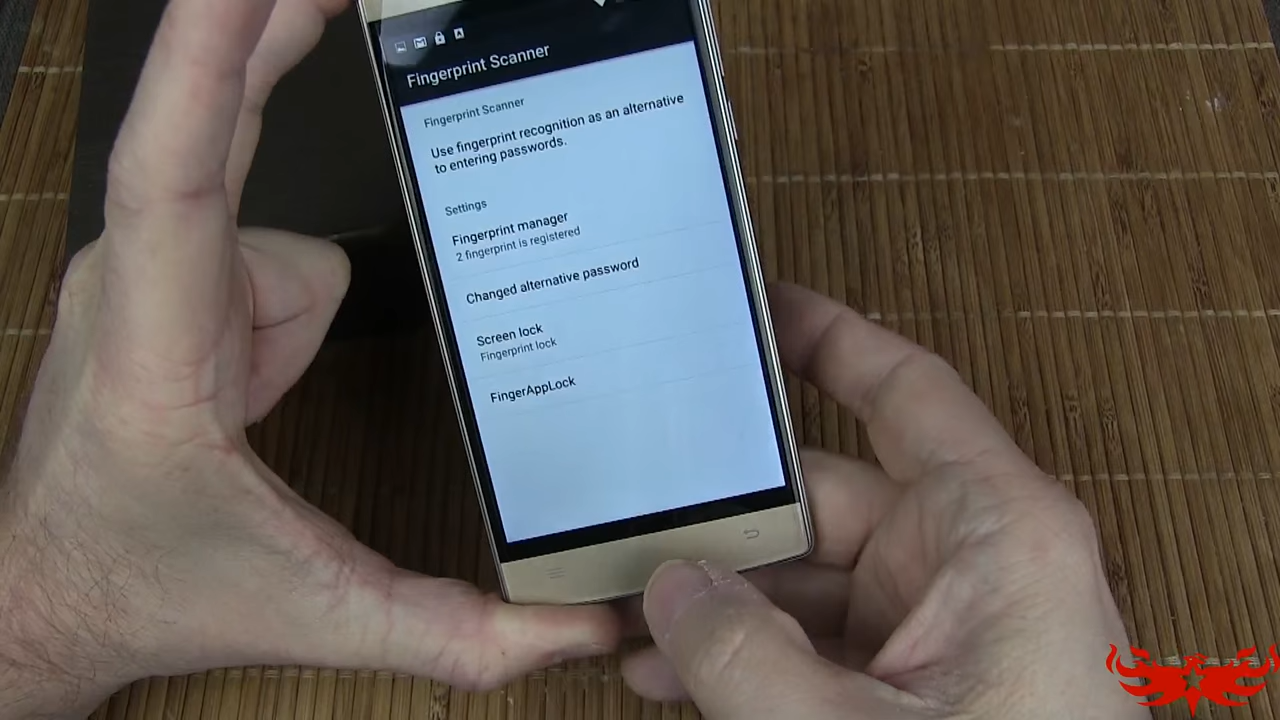 Fingerprint Scanner
Fingerprint Scanner
Use fingerprint recognition as an alternative
to entering passwords.
Settings
Fingerprint manager
2 fingerprint is registered
Changed alternative password
Screen lock
Fingerprint lock
FingerAppLock